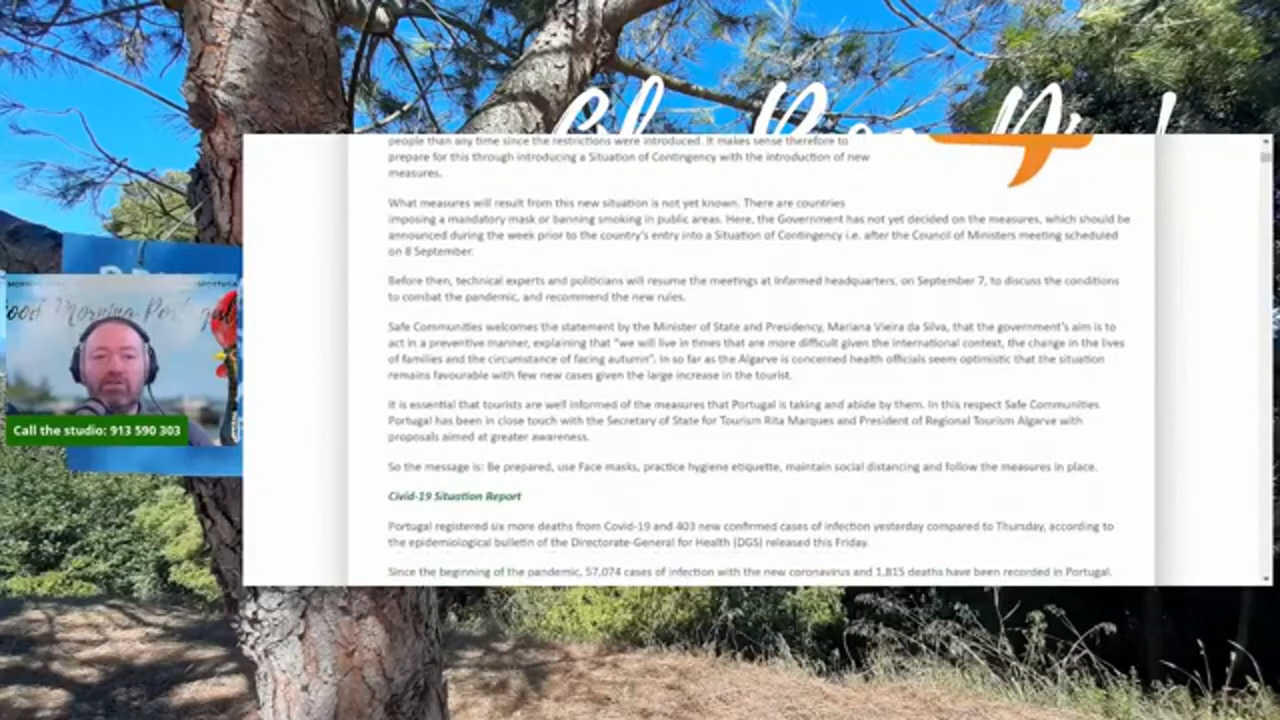 people than any time since the restrictions were introduced. It makes sense therefore to
prepare for this through introducing a Situation of Contingency with the introduction of new
measures.
What measures will result from this new situation is not yet known. There are countries
imposing a mandatory mask or banning smoking in public areas. Here, the Government has not yet decided on the measures, which should be
announced during the week prior to the country's entry into a Situation of Contingency i.e. after the Council of Ministers meeting scheduled
on 8 September.
Before then, technical experts and politicians will resume the meetings at Informed headquarters, on September 7, to discuss the conditions
to combat the pandemic, and recommend the new rules.
Safe Communities welcomes the statement by the Minister of State and Presidency, Mariana Vieira da Silva, that the government's aim is to
act in a preventive manner, explaining that "we will live in times that are more difficult given the international context, the change in the lives
of families and the circumstance of facing autumn". In so far as the Algarve is concerned health officials seem optimistic that the situation
remains favourable with few new cases given the large increase in the tourist.
It is essential that tourists are well informed of the measures that Portugal is taking and abide by them. In this respect Safe Communities
Portugal has been in close touch with the Secretary of State for Tourism Rita Marques and President of Regional Tourism Algarve with
proposals aimed at greater awareness.
So the message is: Be prepared, use Face masks, practice hygiene etiquette, maintain social distancing and follow the measures in place.
Civid-19 Situation Report
Portugal registered six more deaths from Covid-19 and 403 new confirmed cases of infection yesterday compared to Thursday, according to
the epidemiological bulletin of the Directorate-General for Health (DGS) released this Friday.
Since the beginning of the pandemic, 57,074 cases of infection with the new coronavirus and 1,815 deaths have been recorded in Portugal.
ood Morning Port gal
Call the studio: 913 590 303